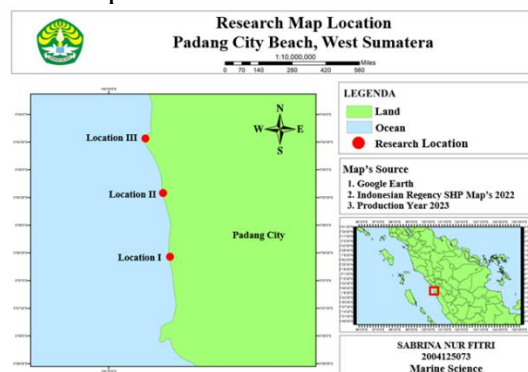 Research Map Location
Padang City Beach, West Sumatera
1:10,000,000
0 70 140 280 420 560
Miles
N
W E
S
Location III
Location II
Location I
Padang City
LEGENDA
Land
Ocean
Research Location
Map's Source
1. Google Earth
2. Indonesian Regency SHP Map's 2022
3. Production Year 2023
SABRINA NUR FITRI
2004125073
Marine Science